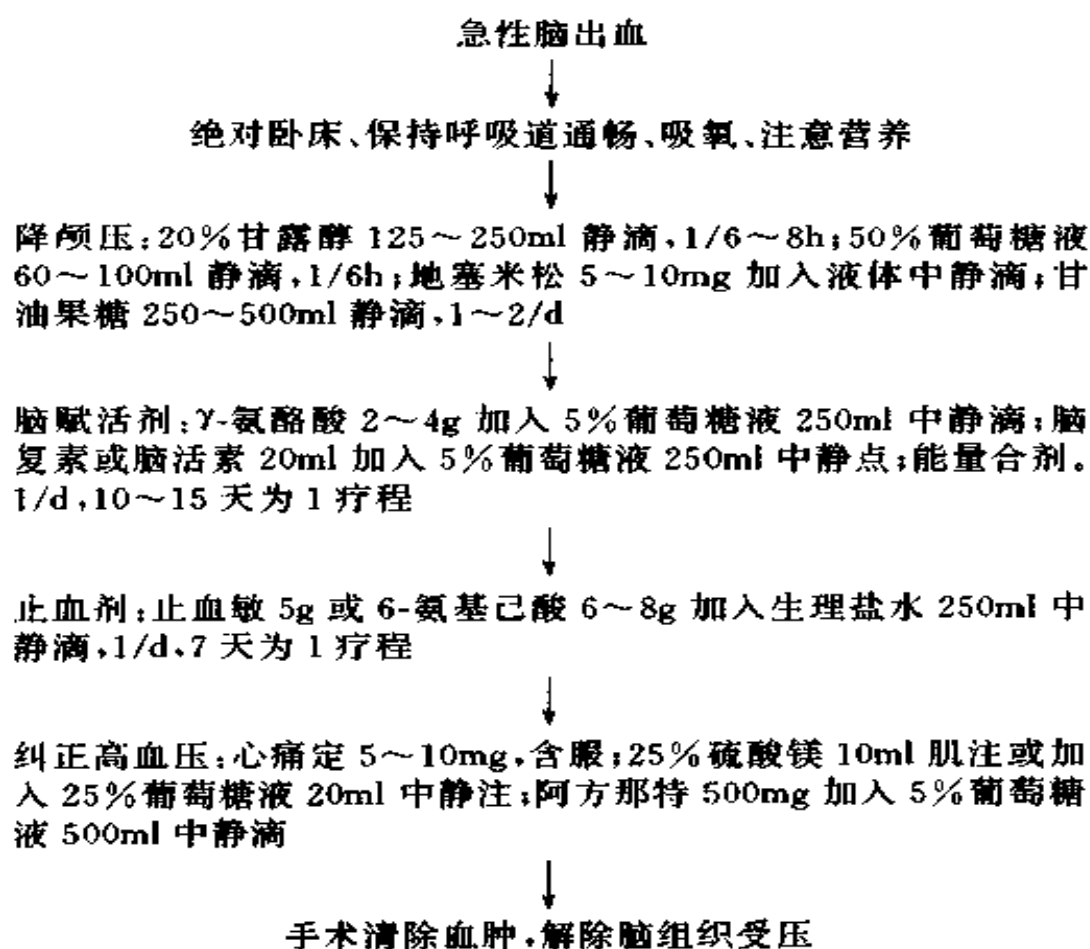 急性脑出血
绝对卧床、保持呼吸道通畅、吸氧、注意营养
降颅压:20%甘露醇 125~250ml 静滴,1/6~8h;50%葡萄糖液
60~100ml 静滴,1/6h;地塞米松 5~10mg 加入液体中静滴;甘
油果糖 250~500ml 静滴,1~2/d
脑赋活剂:γ-氨酪酸 2~4g 加入 5%葡萄糖液 250ml 中静滴;脑
复素或脑活素 20ml 加入 5%葡萄糖液 250ml 中静点;能量合剂。
1/d,10~15 天为 1 疗程
止血剂:止血敏 5g 或 6-氨基己酸 6~8g 加入生理盐水 250ml 中
静滴,1/d、7 天为 1 疗程
纠正高血压:心痛定 5~10mg,含服;25%硫酸镁 10ml 肌注或加
入 25%葡萄糖液 20ml 中静注;阿方那特 500mg 加入 5%葡萄糖
液 500ml 中静滴
手术清除血肿,解除脑组织受压